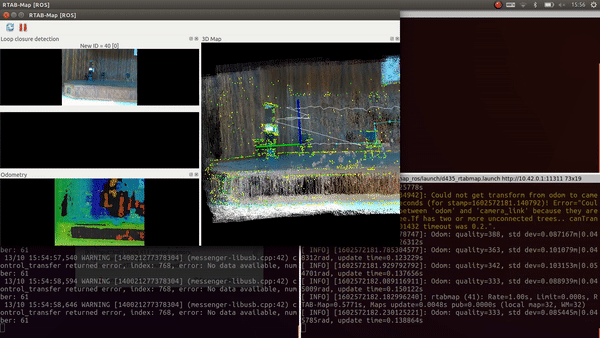 RTAB-Map [ROS]
15:56
RTAB-Map [ROS]
Loop closure detection
New ID = 40 [0]
3D Map
Odometry
map_ros/launch/d435_rtabmap.launch http://10.42.0.1:11311 73x19
5778s
64942]: Could not get transform from odom to came
econds (for stamp=1602572181.140792)! Error="Coul
tween 'odom' and 'camera_link' because they are
ee.Tf has two or more unconnected trees.. canTran
01432 timeout was 0.2.".
78747]: Odom: quality=388, std dev=0.087167m|0.04
26312s
[ INFO] [1602572181.785304577]: Odom: quality=363, std dev=0.101079m|0.0
8312rad, update time=0.123229s
[ INFO] [1602572181.929792792]: Odom: quality=342, std dev=0.103153m|0.05
4701rad, update time=0.137656s
[ INFO] [1602572182.089116911]: Odom: quality=333, std dev=0.088939m|0.04
5009rad, update time=0.150122s
[ INFO] [1602572182.182996240]: rtabmap (41): Rate=1.00s, Limit=0.000s, R
TAB-Map=0.5771s, Maps update=0.0048s pub=0.0000s (local map=32, WM=32)
[ INFO] [1602572182.230125221]: Odom: quality=333, std dev=0.085445m|0.04
5785rad, update time=0.138864s
ber: 61
13/10 15:54:57,540 WARNING [140021277378304] (messenger-libusb.cpp:42) c
ontrol_transfer returned error, index: 768, error: No data available, num
ber: 61
13/10 15:54:58,594 WARNING [140021277378304] (messenger-libusb.cpp:42) c
ontrol_transfer returned error, index: 768, error: No data available, num
ber: 61
13/10 15:54:58,646 WARNING [140021277378304] (messenger-libusb.cpp:42) c
ontrol_transfer returned error, index: 768, error: No data available, num
ber: 61